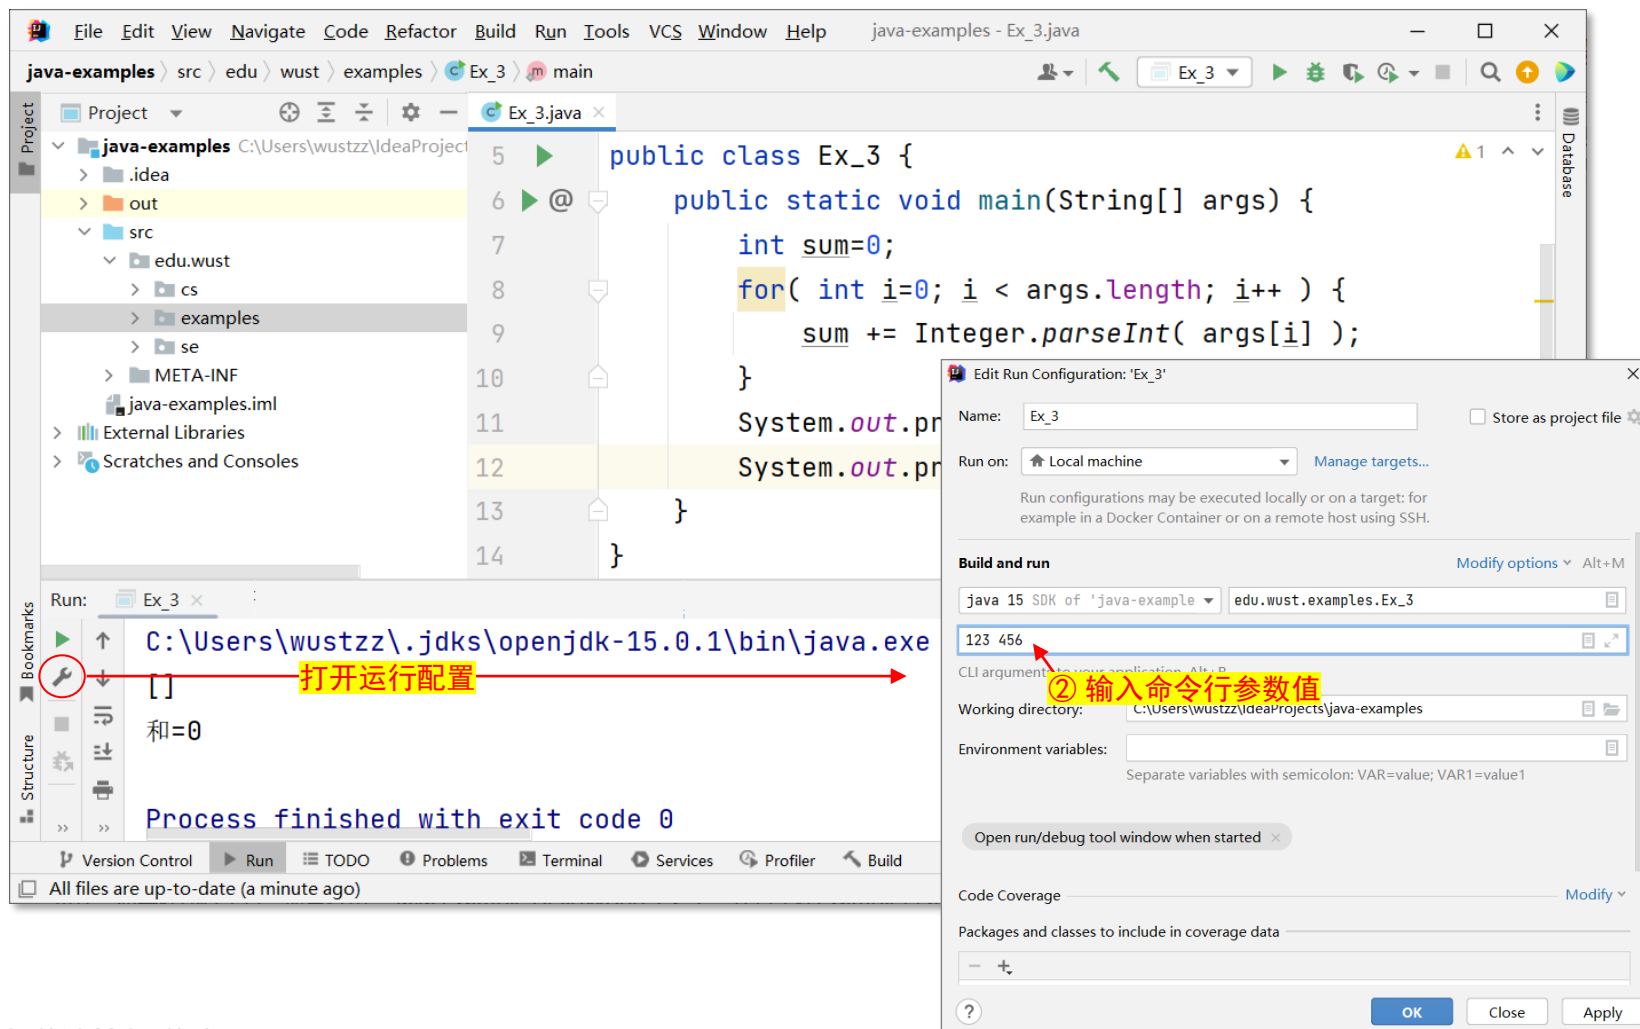 File Edit View Navigate Code Refactor Build Run Tools VCS Window Help java-examples - Ex_3.java
java-examples src edu wust examples Ex_3 main Ex_3
Project
Project
Ex_3.java
java-examples C:\Users\wustzz\IdeaProject
.idea
out
src
edu.wust
cs
examples
se
META-INF
java-examples.iml
External Libraries
Scratches and Consoles
1
Database
5 public class Ex_3 {
6 @ public static void main(String[] args) {
7 int sum=0;
8 for( int i=0; i < args.length; i++ ) {
9 sum += Integer.parseInt( args[i] );
10 }
11 System.out.pr
12 System.out.pr
13 }
14 }
Run: Ex_3
Bookmarks
Structure
C:\Users\wustzz\.jdks\openjdk-15.0.1\bin\java.exe
打开运行配置
[]
和=0
Process finished with exit code 0
Version Control Run TODO Problems Terminal Services Profiler Build
All files are up-to-date (a minute ago)
Edit Run Configuration: 'Ex_3'
Name: Ex_3 Store as project file
Run on: Local machine Manage targets...
Run configurations may be executed locally or on a target: for
example in a Docker Container or on a remote host using SSH.
Build and run Modify options Alt+M
java 15 SDK of 'java-example edu.wust.examples.Ex_3
123 456
CLI arguments to your application. Alt+R
② 输入命令行参数值
Working directory: C:\Users\wustzz\IdeaProjects\java-examples
Environment variables:
Separate variables with semicolon: VAR=value; VAR1=value1
Open run/debug tool window when started
Code Coverage Modify
Packages and classes to include in coverage data
? OK Close Apply